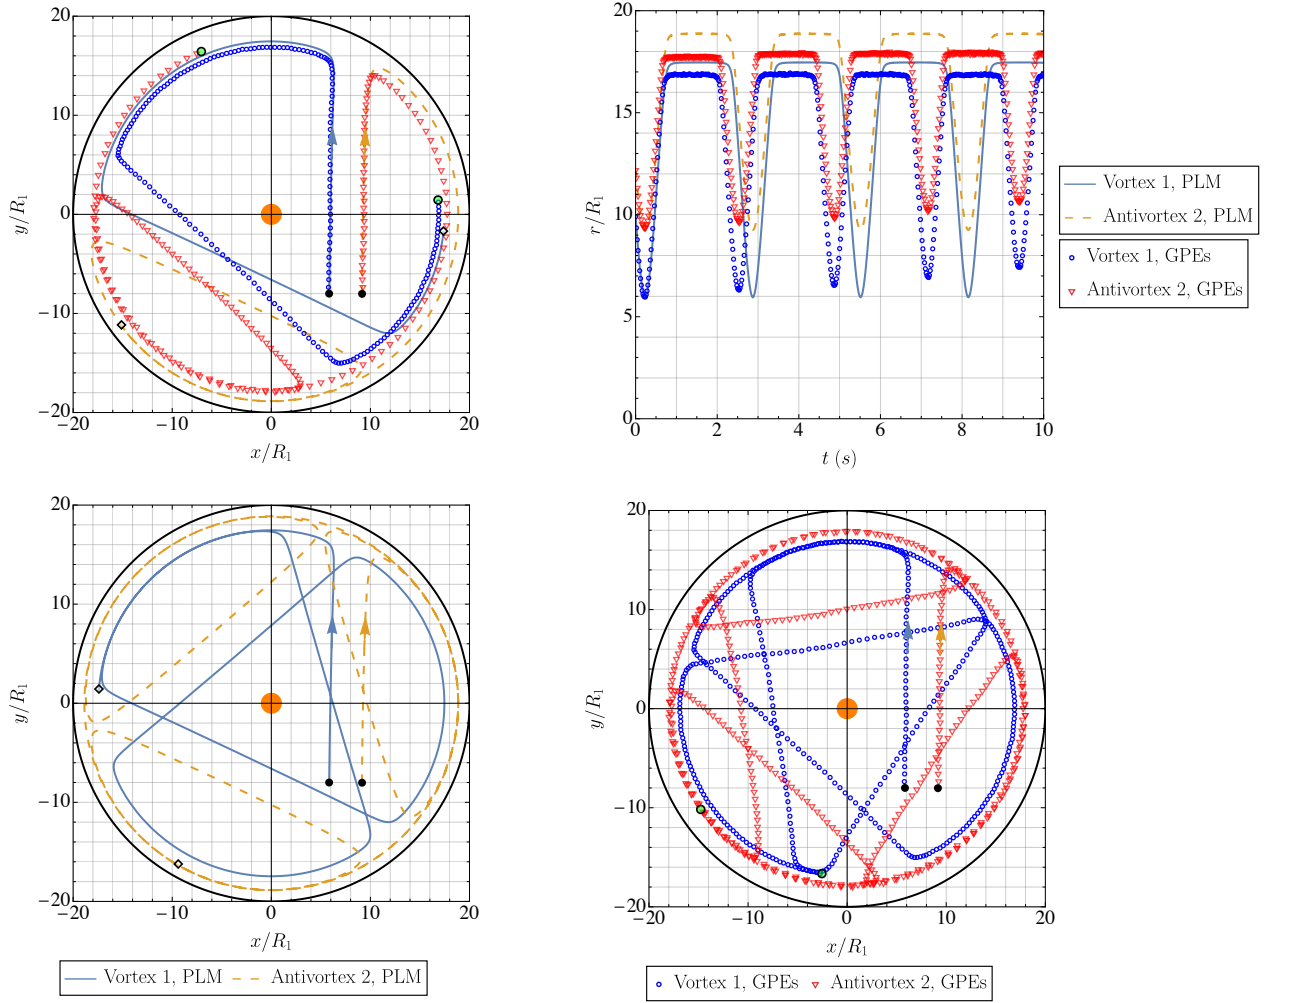 20
10
0
−10
−20
y/R₁
−20
−10
0
10
20
x/R₁
20
15
10
5
0
r/R₁
0
2
4
6
8
10
t (s)
Vortex 1, PLM
Antivortex 2, PLM
Vortex 1, GPEs
Antivortex 2, GPEs
20
10
0
−10
−20
y/R₁
−20
−10
0
10
20
x/R₁
Vortex 1, PLM Antivortex 2, PLM
20
10
0
−10
−20
y/R₁
−20
−10
0
10
20
x/R₁
Vortex 1, GPEs Antivortex 2, GPEs